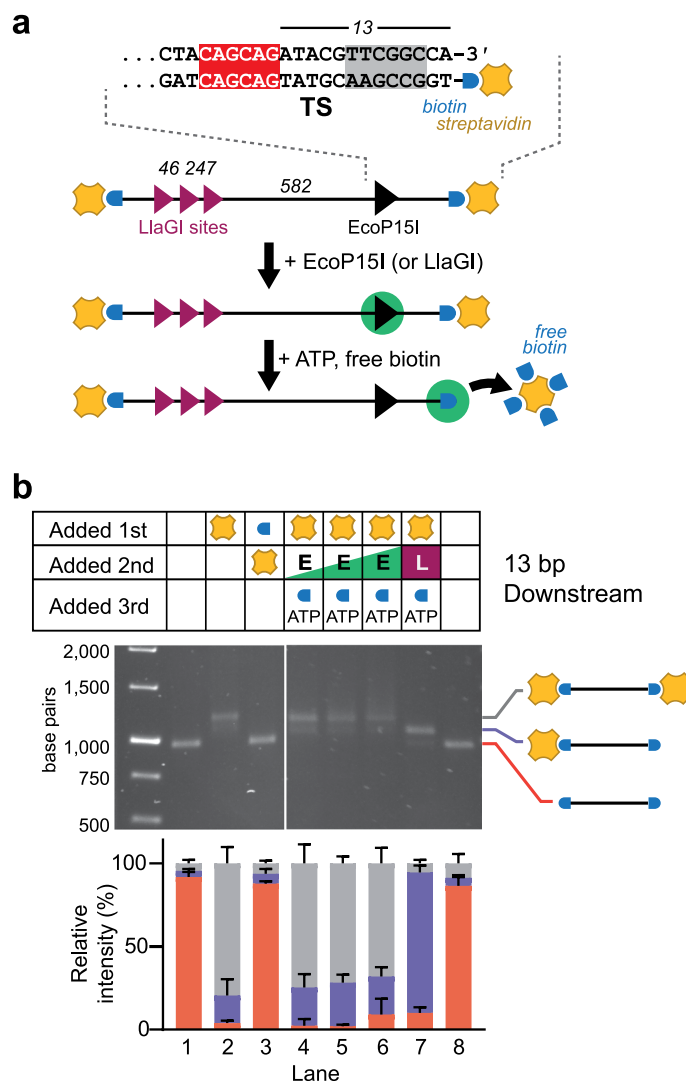 a
13
...CTACAGCAGATACGTTCGGCCA-3′
...GATCAGCAGTATGCAAGCCGGT-
TS
biotin
streptavidin
46 247
582
LlaGI sites
EcoP15I
+ EcoP15I (or LlaGI)
+ ATP, free biotin
free
biotin
b
Added 1st
Added 2nd E E E L
Added 3rd ATP ATP ATP ATP
13 bp
Downstream
base pairs
2,000
1,500
1,000
750
500
Relative
intensity (%)
100
50
0
1 2 3 4 5 6 7 8
Lane